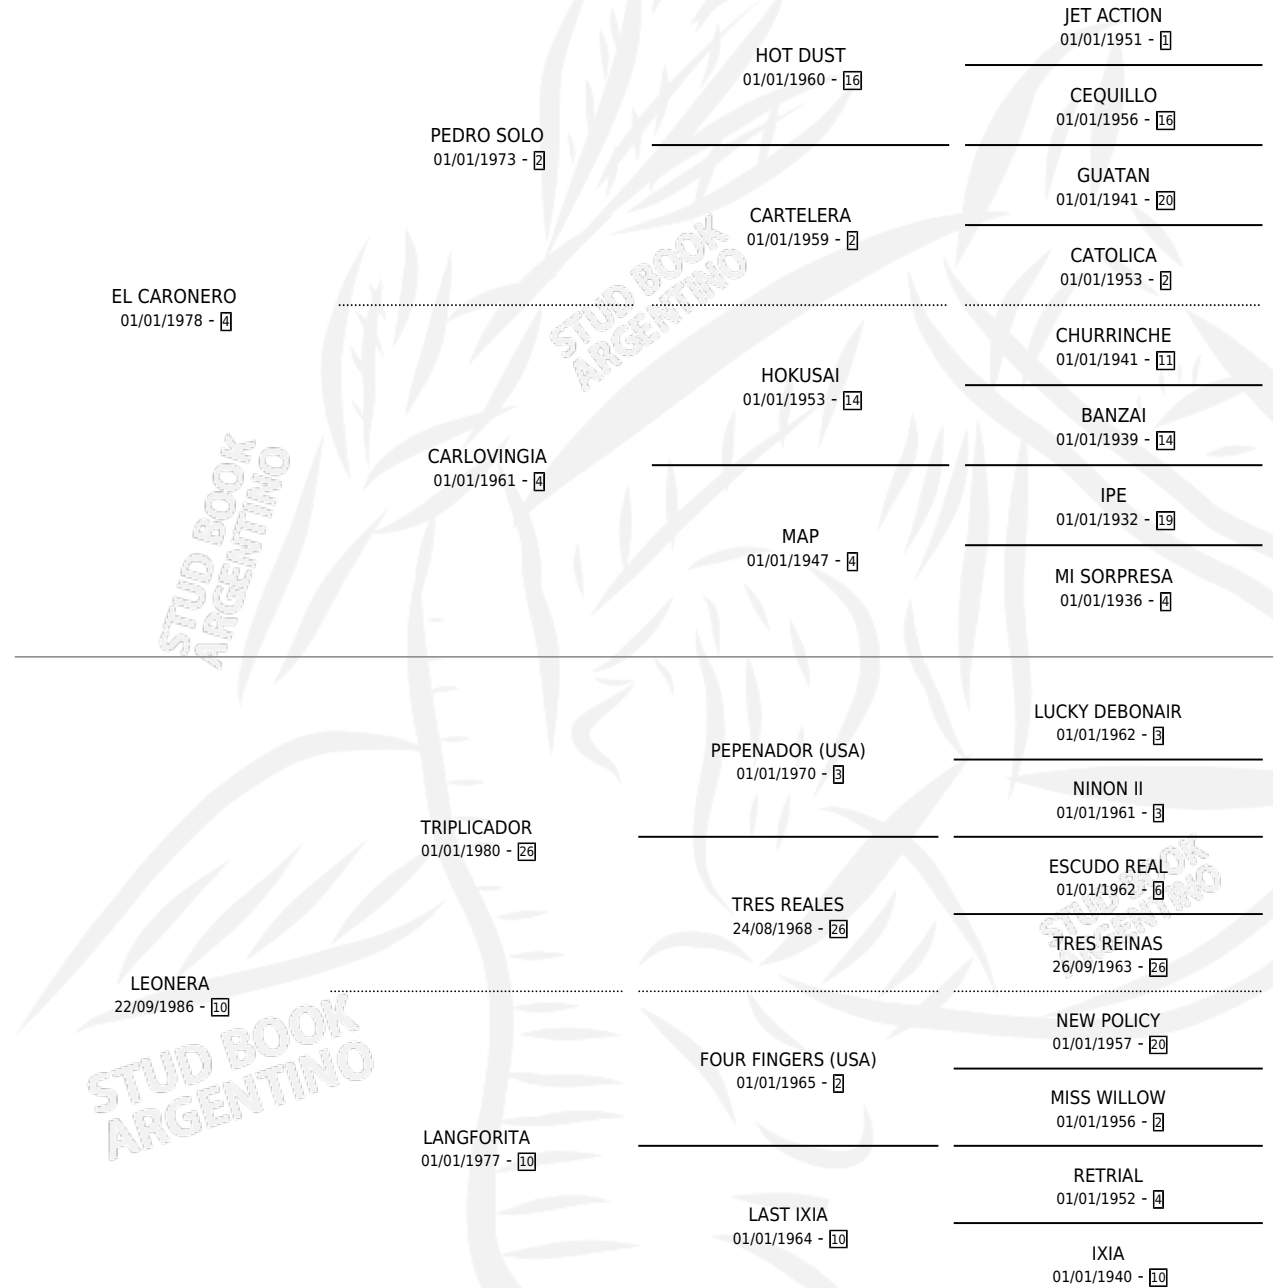 JET ACTION
01/01/1951 - 1
HOT DUST
01/01/1960 - 16
CEQUILLO
01/01/1956 - 16
PEDRO SOLO
01/01/1973 - 2
GUATAN
01/01/1941 - 20
CARTELERA
01/01/1959 - 2
CATOLICA
01/01/1953 - 2
STUD BOOK
ARGENTINO
EL CARONERO
01/01/1978 - 4
CHURRINCHE
01/01/1941 - 11
HOKUSAI
01/01/1953 - 14
BANZAI
01/01/1939 - 14
CARLOVINGIA
01/01/1961 - 4
IPE
01/01/1932 - 19
MAP
01/01/1947 - 4
MI SORPRESA
01/01/1936 - 4
STUD BOOK
ARGENTINO
LUCKY DEBONAIR
01/01/1962 - 3
PEPENADOR (USA)
01/01/1970 - 3
NINON II
01/01/1961 - 3
TRIPLICADOR
01/01/1980 - 26
ESCUDO REAL
01/01/1962 - 6
STUD BOOK
ARGENTINO
TRES REALES
24/08/1968 - 26
TRES REINAS
26/09/1963 - 26
LEONERA
22/09/1986 - 10
NEW POLICY
01/01/1957 - 20
FOUR FINGERS (USA)
01/01/1965 - 2
MISS WILLOW
01/01/1956 - 2
STUD BOOK
ARGENTINO
LANGFORITA
01/01/1977 - 10
RETRIAL
01/01/1952 - 4
LAST IXIA
01/01/1964 - 10
IXIA
01/01/1940 - 10